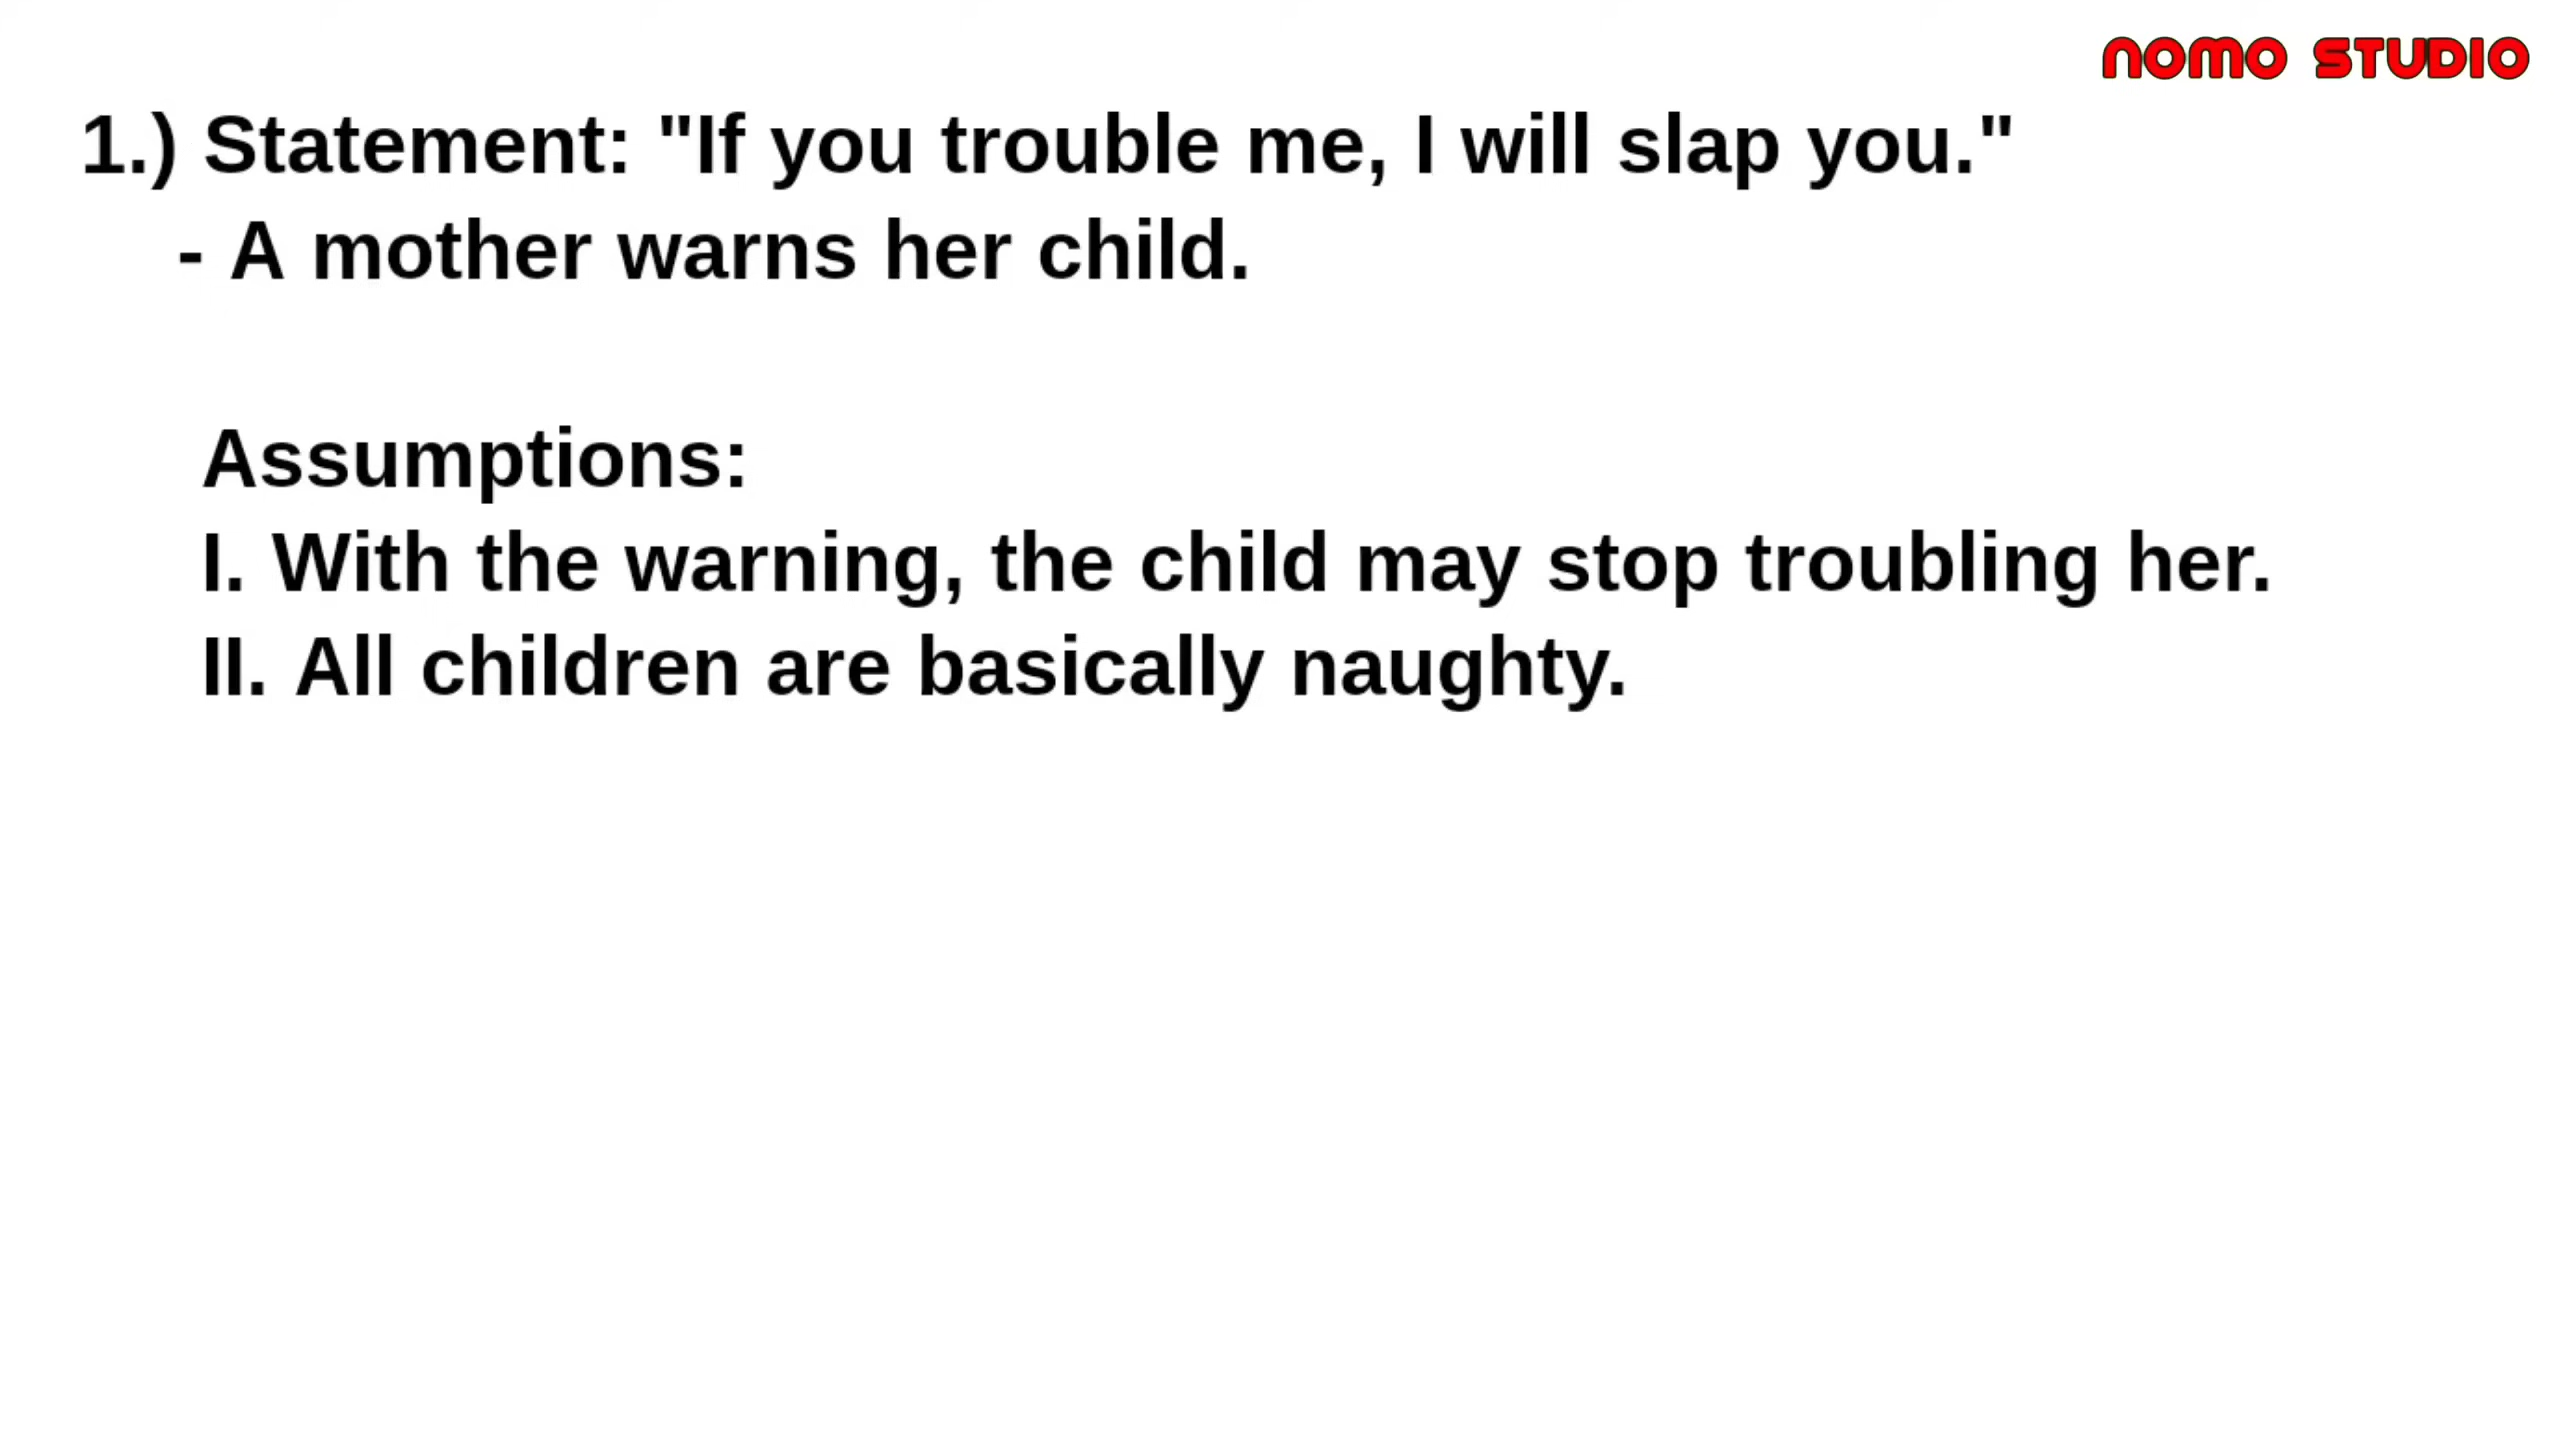 NOMO STUDIO
1.) Statement: "If you trouble me, I will slap you."
- A mother warns her child.
Assumptions:
I. With the warning, the child may stop troubling her.
II. All children are basically naughty.